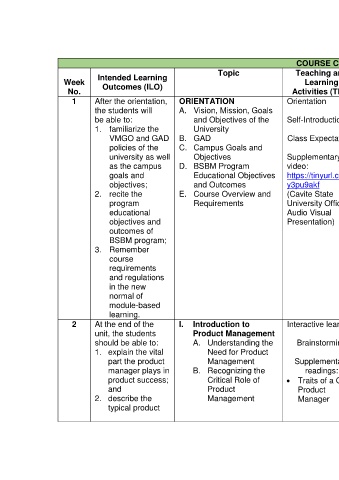 COURSE C
Week
No.
Intended Learning
Outcomes (ILO)
Topic
Teaching an
Learning
Activities (T
1
After the orientation,
the students will
be able to:
1. familiarize the
VMGO and GAD
policies of the
university as well
as the campus
goals and
objectives;
2. recite the
program
educational
objectives and
outcomes of
BSBM program;
3. Remember
course
requirements
and regulations
in the new
normal of
module-based
learning.
ORIENTATION
A. Vision, Mission, Goals
and Objectives of the
University
B. GAD
C. Campus Goals and
Objectives
D. BSBM Program
Educational Objectives
and Outcomes
E. Course Overview and
Requirements
Orientation
Self-Introductio
Class Expecta
Supplementary
video:
https://tinyurl.c
y3pu9akf
(Cavite State
University Offic
Audio Visual
Presentation)
2
At the end of the
unit, the students
should be able to:
1. explain the vital
part the product
manager plays in
product success;
and
2. describe the
typical product
I. Introduction to
Product Management
A. Understanding the
Need for Product
Management
B. Recognizing the
Critical Role of
Product
Management
Interactive lear
Brainstormin
Supplementa
readings:
• Traits of a G
Product
Manager